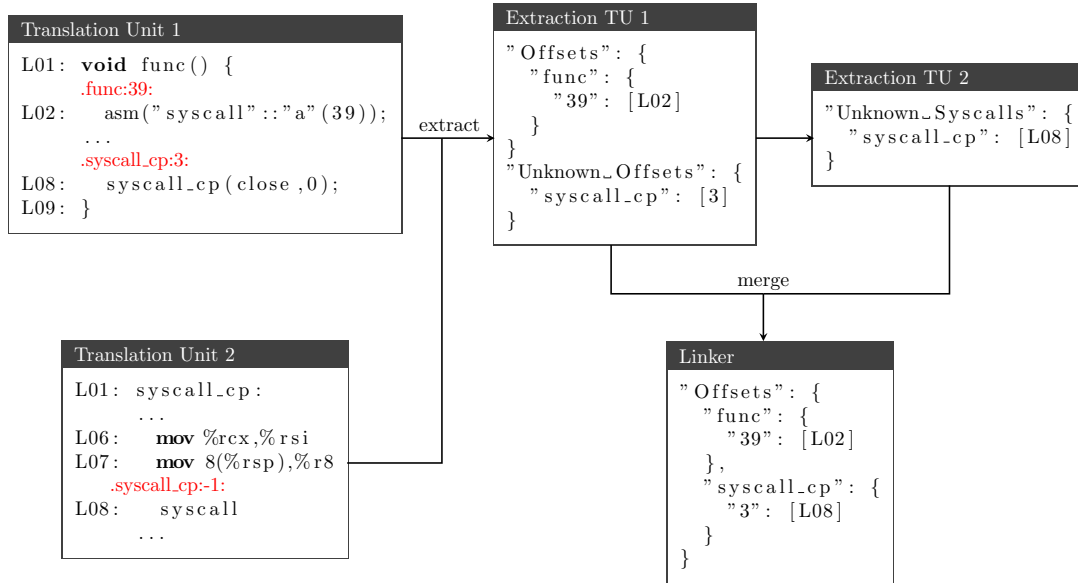 Translation Unit 1
L01: void func() {
.func:39:
L02: asm("syscall"::"a"(39));
...
.syscall_cp:3:
L08: syscall_cp(close,0);
L09: }
extract
Extraction TU 1
"Offsets": {
"func": {
"39": [L02]
}
}
"Unknown_Offsets": {
"syscall_cp": [3]
}
Extraction TU 2
"Unknown_Syscalls": {
"syscall_cp": [L08]
}
merge
Translation Unit 2
L01: syscall_cp:
...
L06: mov %rcx,%rsi
L07: mov 8(%rsp),%r8
.syscall_cp:-1:
L08: syscall
...
Linker
"Offsets": {
"func": {
"39": [L02]
},
"syscall_cp": {
"3": [L08]
}
}